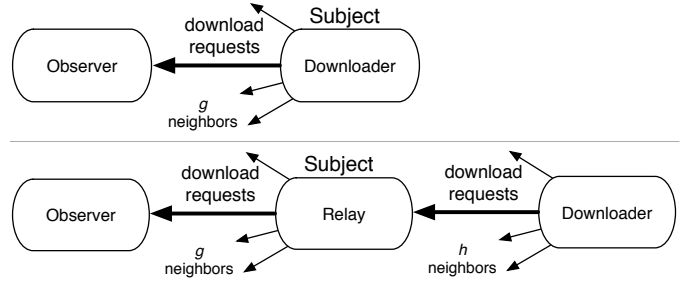 Subject
download
requests
Observer
Downloader
g
neighbors
Subject
download
requests
download
requests
Observer
Relay
Downloader
g
neighbors
h
neighbors